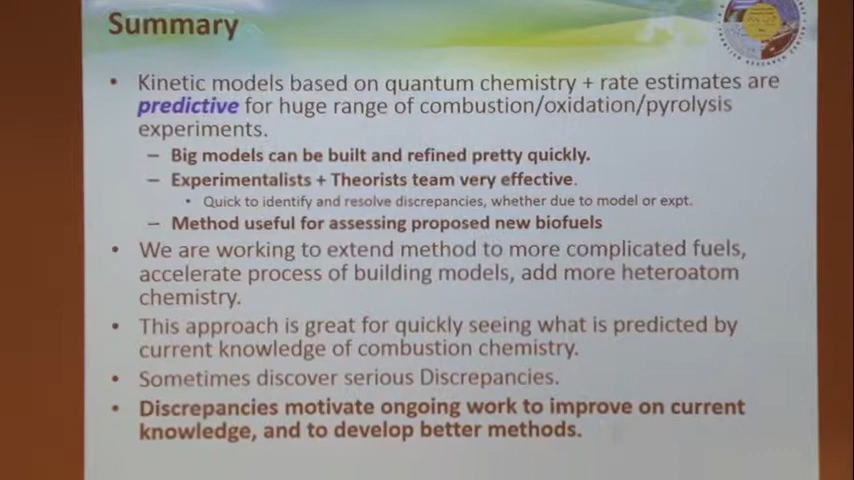 Summary
• Kinetic models based on quantum chemistry + rate estimates are
predictive for huge range of combustion/oxidation/pyrolysis
experiments.
– Big models can be built and refined pretty quickly.
– Experimentalists + Theorists team very effective.
• Quick to identify and resolve discrepancies, whether due to model or expt.
– Method useful for assessing proposed new biofuels
• We are working to extend method to more complicated fuels,
accelerate process of building models, add more heteroatom
chemistry.
• This approach is great for quickly seeing what is predicted by
current knowledge of combustion chemistry.
• Sometimes discover serious Discrepancies.
• Discrepancies motivate ongoing work to improve on current
knowledge, and to develop better methods.